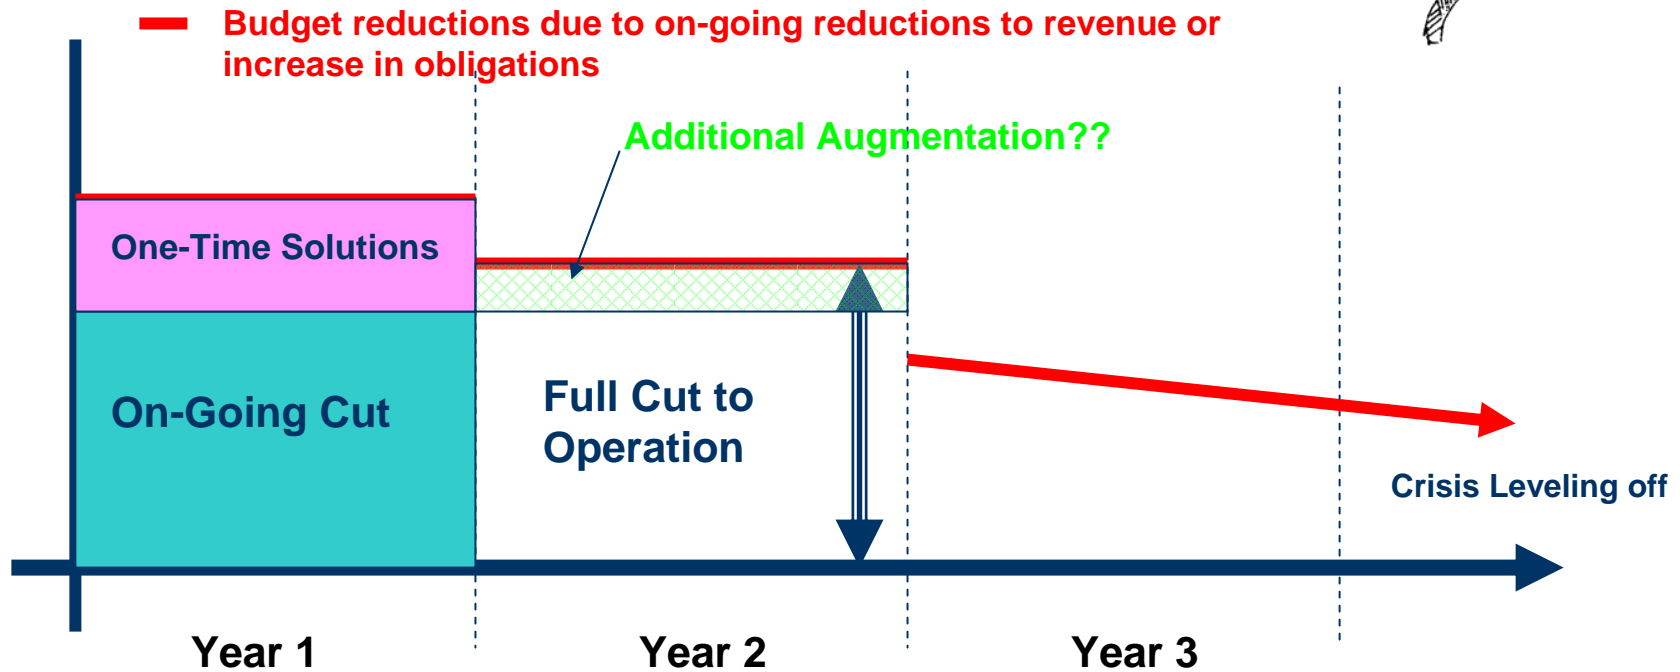 Budget reductions due to on-going reductions to revenue or
increase in obligations
Additional Augmentation??
One-Time Solutions
On-Going Cut
Full Cut to
Operation
Crisis Leveling off
Year 1
Year 2
Year 3